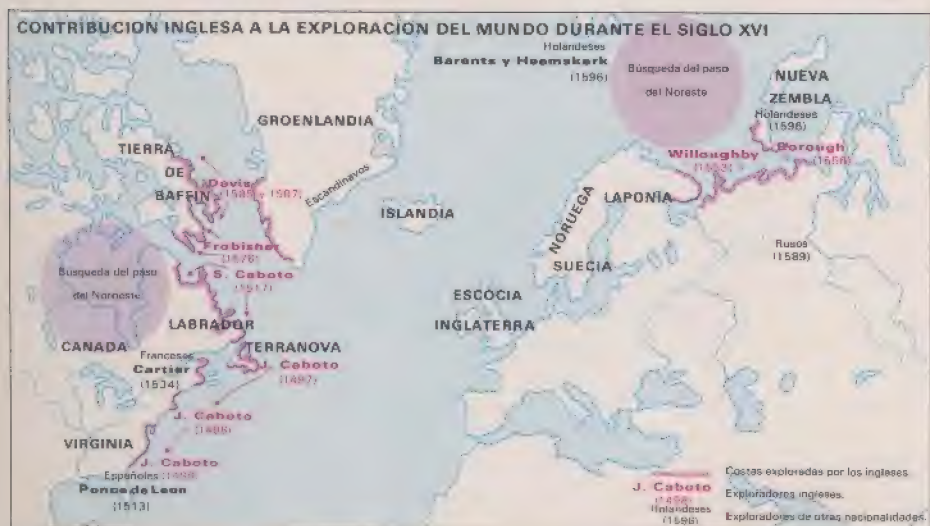 CONTRIBUCION INGLESA A LA EXPLORACION DEL MUNDO DURANTE EL SIGLO XVI
Holandeses
Barents y Heemskerk
(1596)
Búsqueda del paso
del Noreste
NUEVA
ZEMBLA
Holandeses
(1596)
GROENLANDIA
TIERRA
DE
BAFFIN
Davis
1587)
Escandinavos
ISLANDIA
Willoughby
Borough
(1556)
LAPONÍA
NORUEGA
SUECIA
Rusos
(1589)
Frobisher
(1576)
S. Caboto
(1517)
Búsqueda del paso
del Noroeste
ESCOCIA
INGLATERRA
LABRADOR
CANADA
TERRANOVA
Franceses
Cartier
(1534)
J. Caboto
(1497)
J. Caboto
VIRGINIA
J. Caboto
Españoles (1498)
Ponce de Leon
(1513)
Costas exploradas por los ingleses.
J. Caboto
(1498)
Exploradores ingleses.
Holandeses
(1596)
Exploradores de otras nacionalidades.